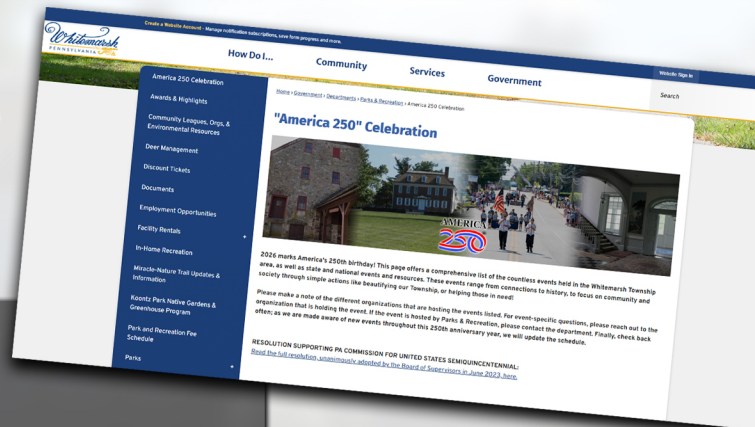 Create a Website Account - Manage notification subscriptions, save form progress and more.
Website Sign In
Whitemarsh
PENNSYLVANIA
How Do I...
Community
Services
Government
Search
America 250 Celebration
Awards & Highlights
Community Leagues, Orgs, &
Environmental Resources
Deer Management
Discount Tickets
Documents
Employment Opportunities
Facility Rentals
+
In-Home Recreation
Miracle-Nature Trail Updates &
Information
Koontz Park Native Gardens &
Greenhouse Program
Park and Recreation Fee
Schedule
Parks
+
Home › Government › Departments › Parks & Recreation › America 250 Celebration
"America 250" Celebration
AMERICA
250
2026 marks America's 250th birthday! This page offers a comprehensive list of the countless events held in the Whitemarsh Township
area, as well as state and national events and resources. These events range from connections to history, to focus on community and
society through simple actions like beautifying our Township, or helping those in need!
Please make a note of the different organizations that are hosting the events listed. For event-specific questions, please reach out to the
organization that is holding the event. If the event is hosted by Parks & Recreation, please contact the department. Finally, check back
often; as we are made aware of new events throughout this 250th anniversary year, we will update the schedule.
RESOLUTION SUPPORTING PA COMMISSION FOR UNITED STATES SEMIQUINCENTENNIAL:
Read the full resolution, unanimously adopted by the Board of Supervisors in June 2023, here.